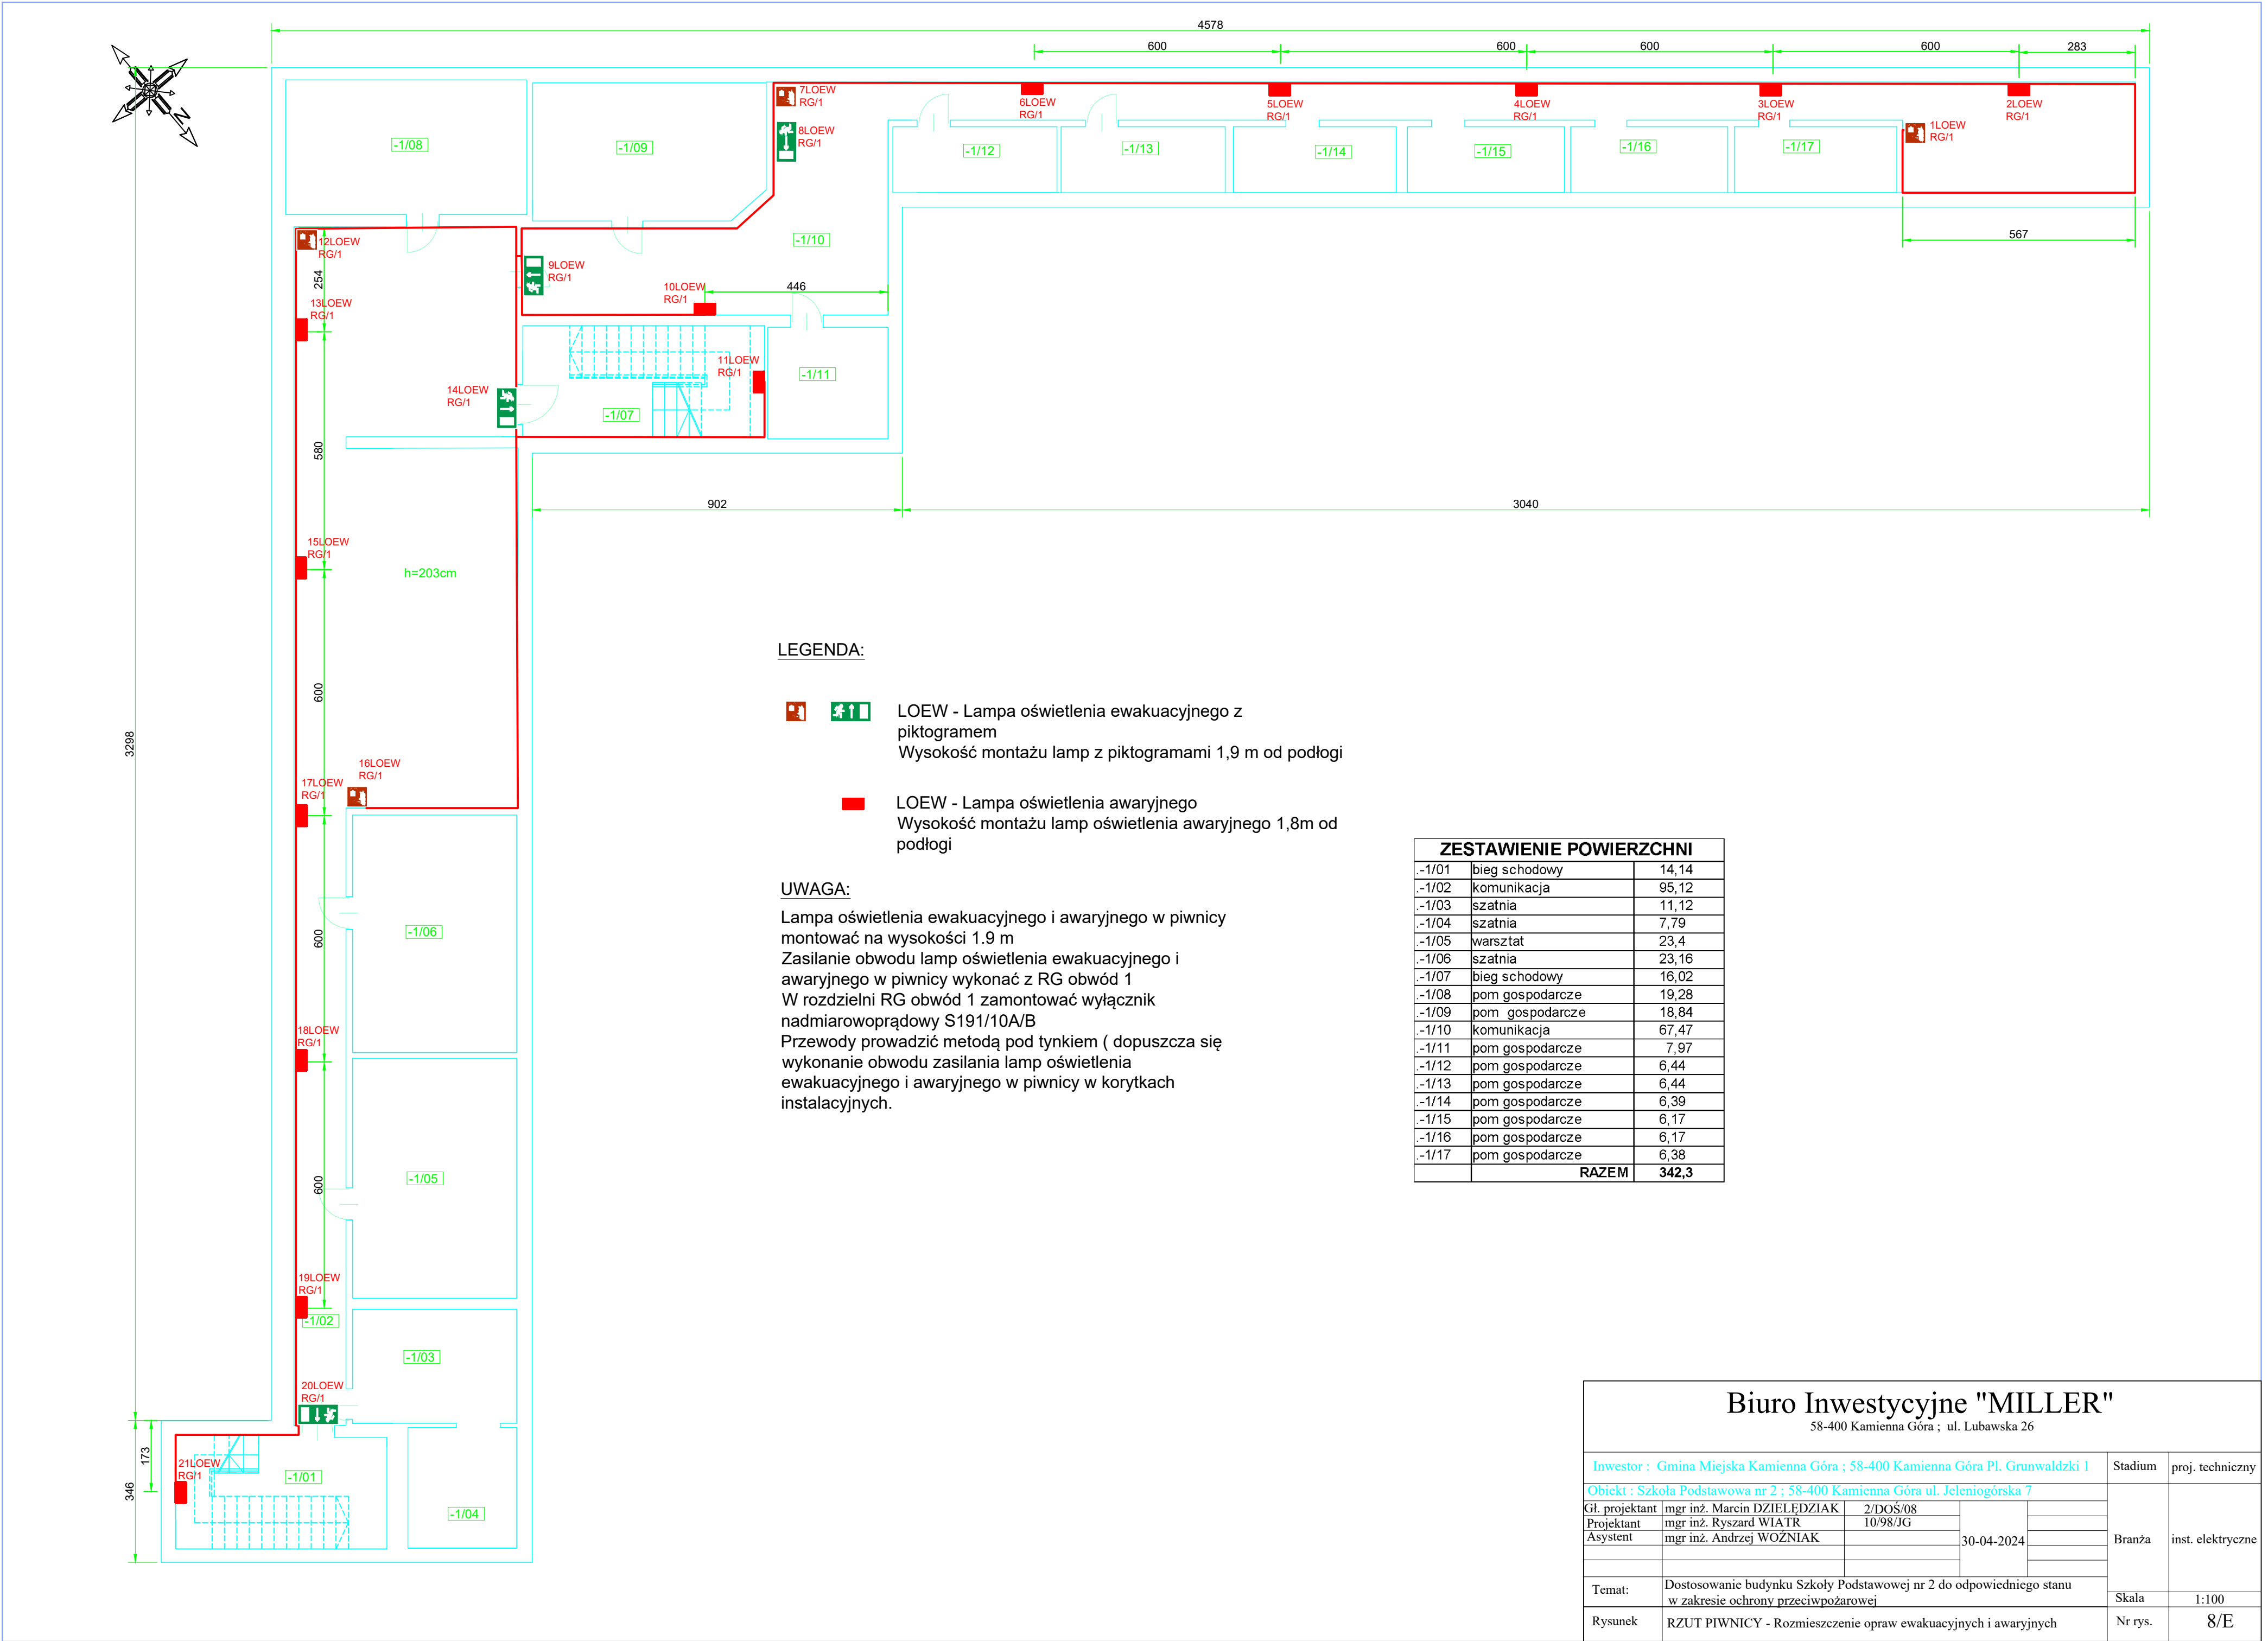 4578
600
600
600
600
283
N
7LOEW
RG/1
8LOEW
RG/1
6LOEW
RG/1
5LOEW
RG/1
4LOEW
RG/1
3LOEW
RG/1
2LOEW
RG/1
1LOEW
RG/1
-1/08
-1/09
-1/12
-1/13
-1/14
-1/15
-1/16
-1/17
567
-1/10
12LOEW
RG/1
254
13LOEW
RG/1
9LOEW
RG/1
10LOEW
RG/1
446
11LOEW
RG/1
-1/11
14LOEW
RG/1
-1/07
580
902
3040
15LOEW
RG/1
h=203cm
600
3298
16LOEW
RG/1
17LOEW
RG/1
600
-1/06
18LOEW
RG/1
600
-1/05
19LOEW
RG/1
-1/02
-1/03
20LOEW
RG/1
173
346
21LOEW
RG/1
-1/01
-1/04
LEGENDA:
LOEW - Lampa oświetlenia ewakuacyjnego z
piktogramem
Wysokość montażu lamp z piktogramami 1,9 m od podłogi
LOEW - Lampa oświetlenia awaryjnego
Wysokość montażu lamp oświetlenia awaryjnego 1,8m od
podłogi
UWAGA:
Lampa oświetlenia ewakuacyjnego i awaryjnego w piwnicy
montować na wysokości 1.9 m
Zasilanie obwodu lamp oświetlenia ewakuacyjnego i
awaryjnego w piwnicy wykonać z RG obwód 1
W rozdzielni RG obwód 1 zamontować wyłącznik
nadmiarowoprądowy S191/10A/B
Przewody prowadzić metodą pod tynkiem ( dopuszcza się
wykonanie obwodu zasilania lamp oświetlenia
ewakuacyjnego i awaryjnego w piwnicy w korytkach
instalacyjnych.
ZESTAWIENIE POWIERZCHNI
.-1/01 bieg schodowy 14,14
.-1/02 komunikacja 95,12
.-1/03 szatnia 11,12
.-1/04 szatnia 7,79
.-1/05 warsztat 23,4
.-1/06 szatnia 23,16
.-1/07 bieg schodowy 16,02
.-1/08 pom gospodarcze 19,28
.-1/09 pom gospodarcze 18,84
.-1/10 komunikacja 67,47
.-1/11 pom gospodarcze 7,97
.-1/12 pom gospodarcze 6,44
.-1/13 pom gospodarcze 6,44
.-1/14 pom gospodarcze 6,39
.-1/15 pom gospodarcze 6,17
.-1/16 pom gospodarcze 6,17
.-1/17 pom gospodarcze 6,38
RAZEM 342,3
Biuro Inwestycyjne "MILLER"
58-400 Kamienna Góra ; ul. Lubawska 26
Inwestor : Gmina Miejska Kamienna Góra ; 58-400 Kamienna Góra Pl. Grunwaldzki 1
Stadium proj. techniczny
Obiekt : Szkoła Podstawowa nr 2 ; 58-400 Kamienna Góra ul. Jeleniogórska 7
Gł. projektant mgr inż. Marcin DZIELĘDZIAK 2/DOŚ/08
Projektant mgr inż. Ryszard WIATR 10/98/JG
Asystent mgr inż. Andrzej WOŹNIAK
30-04-2024
Branża inst. elektryczne
Temat: Dostosowanie budynku Szkoły Podstawowej nr 2 do odpowiedniego stanu
w zakresie ochrony przeciwpożarowej
Skala 1:100
Rysunek RZUT PIWNICY - Rozmieszczenie opraw ewakuacyjnych i awaryjnych
Nr rys. 8/E